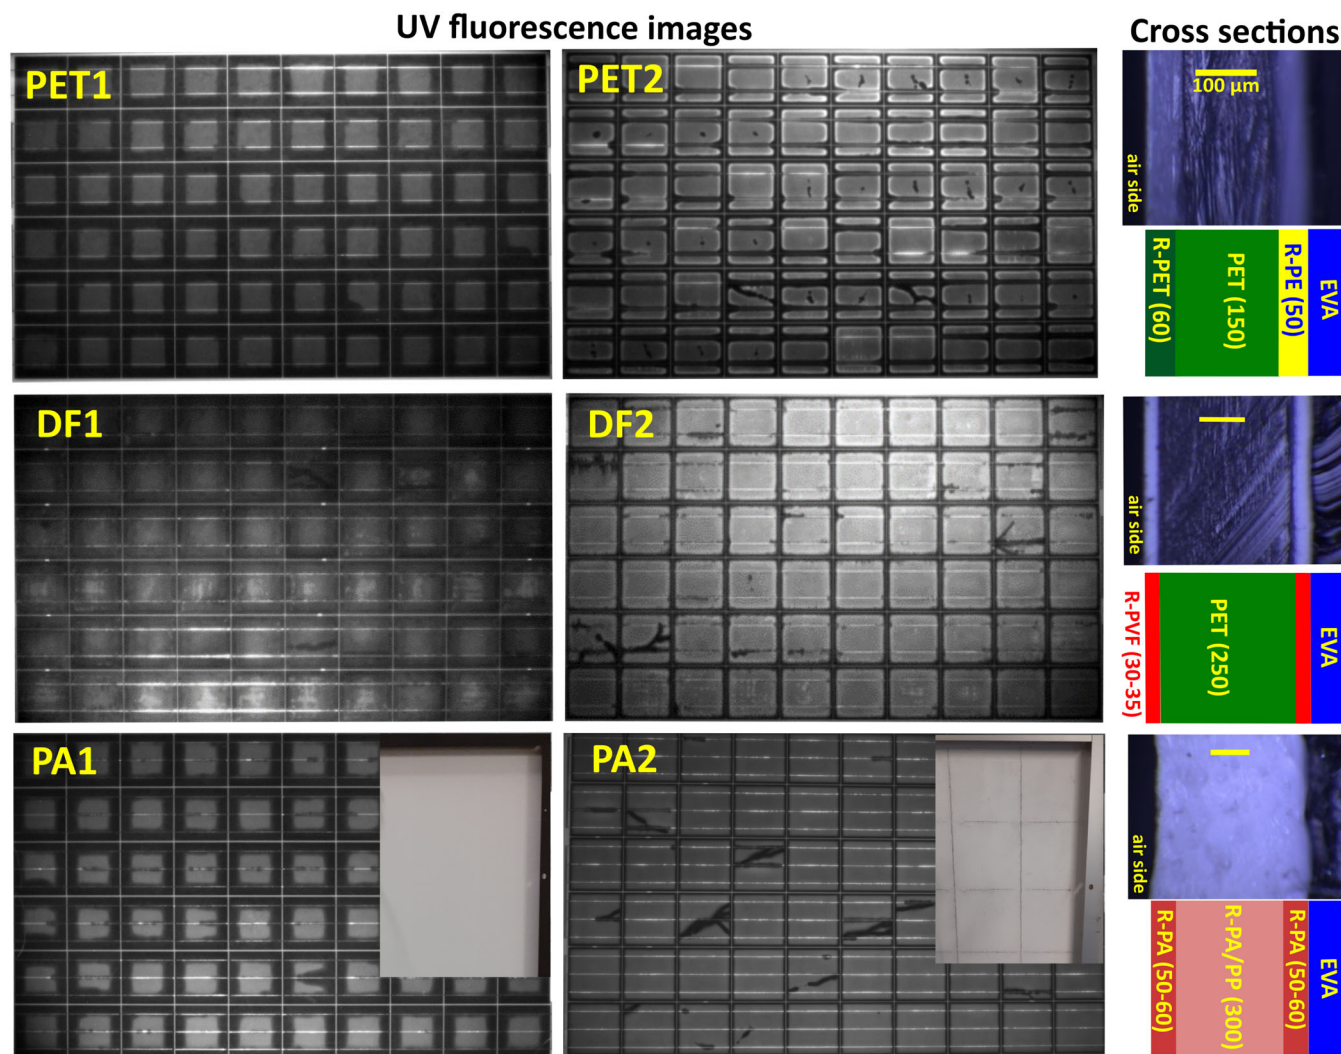 UV fluorescence images
Cross sections
PET1
PET2
100 µm
air side
R-PET (60)
PET (150)
R-PE (50)
EVA
DF1
DF2
air side
R-PVF (30-35)
PET (250)
EVA
PA1
PA2
air side
R-PA (50-60)
R-PA/PP (300)
R-PA (50-60)
EVA